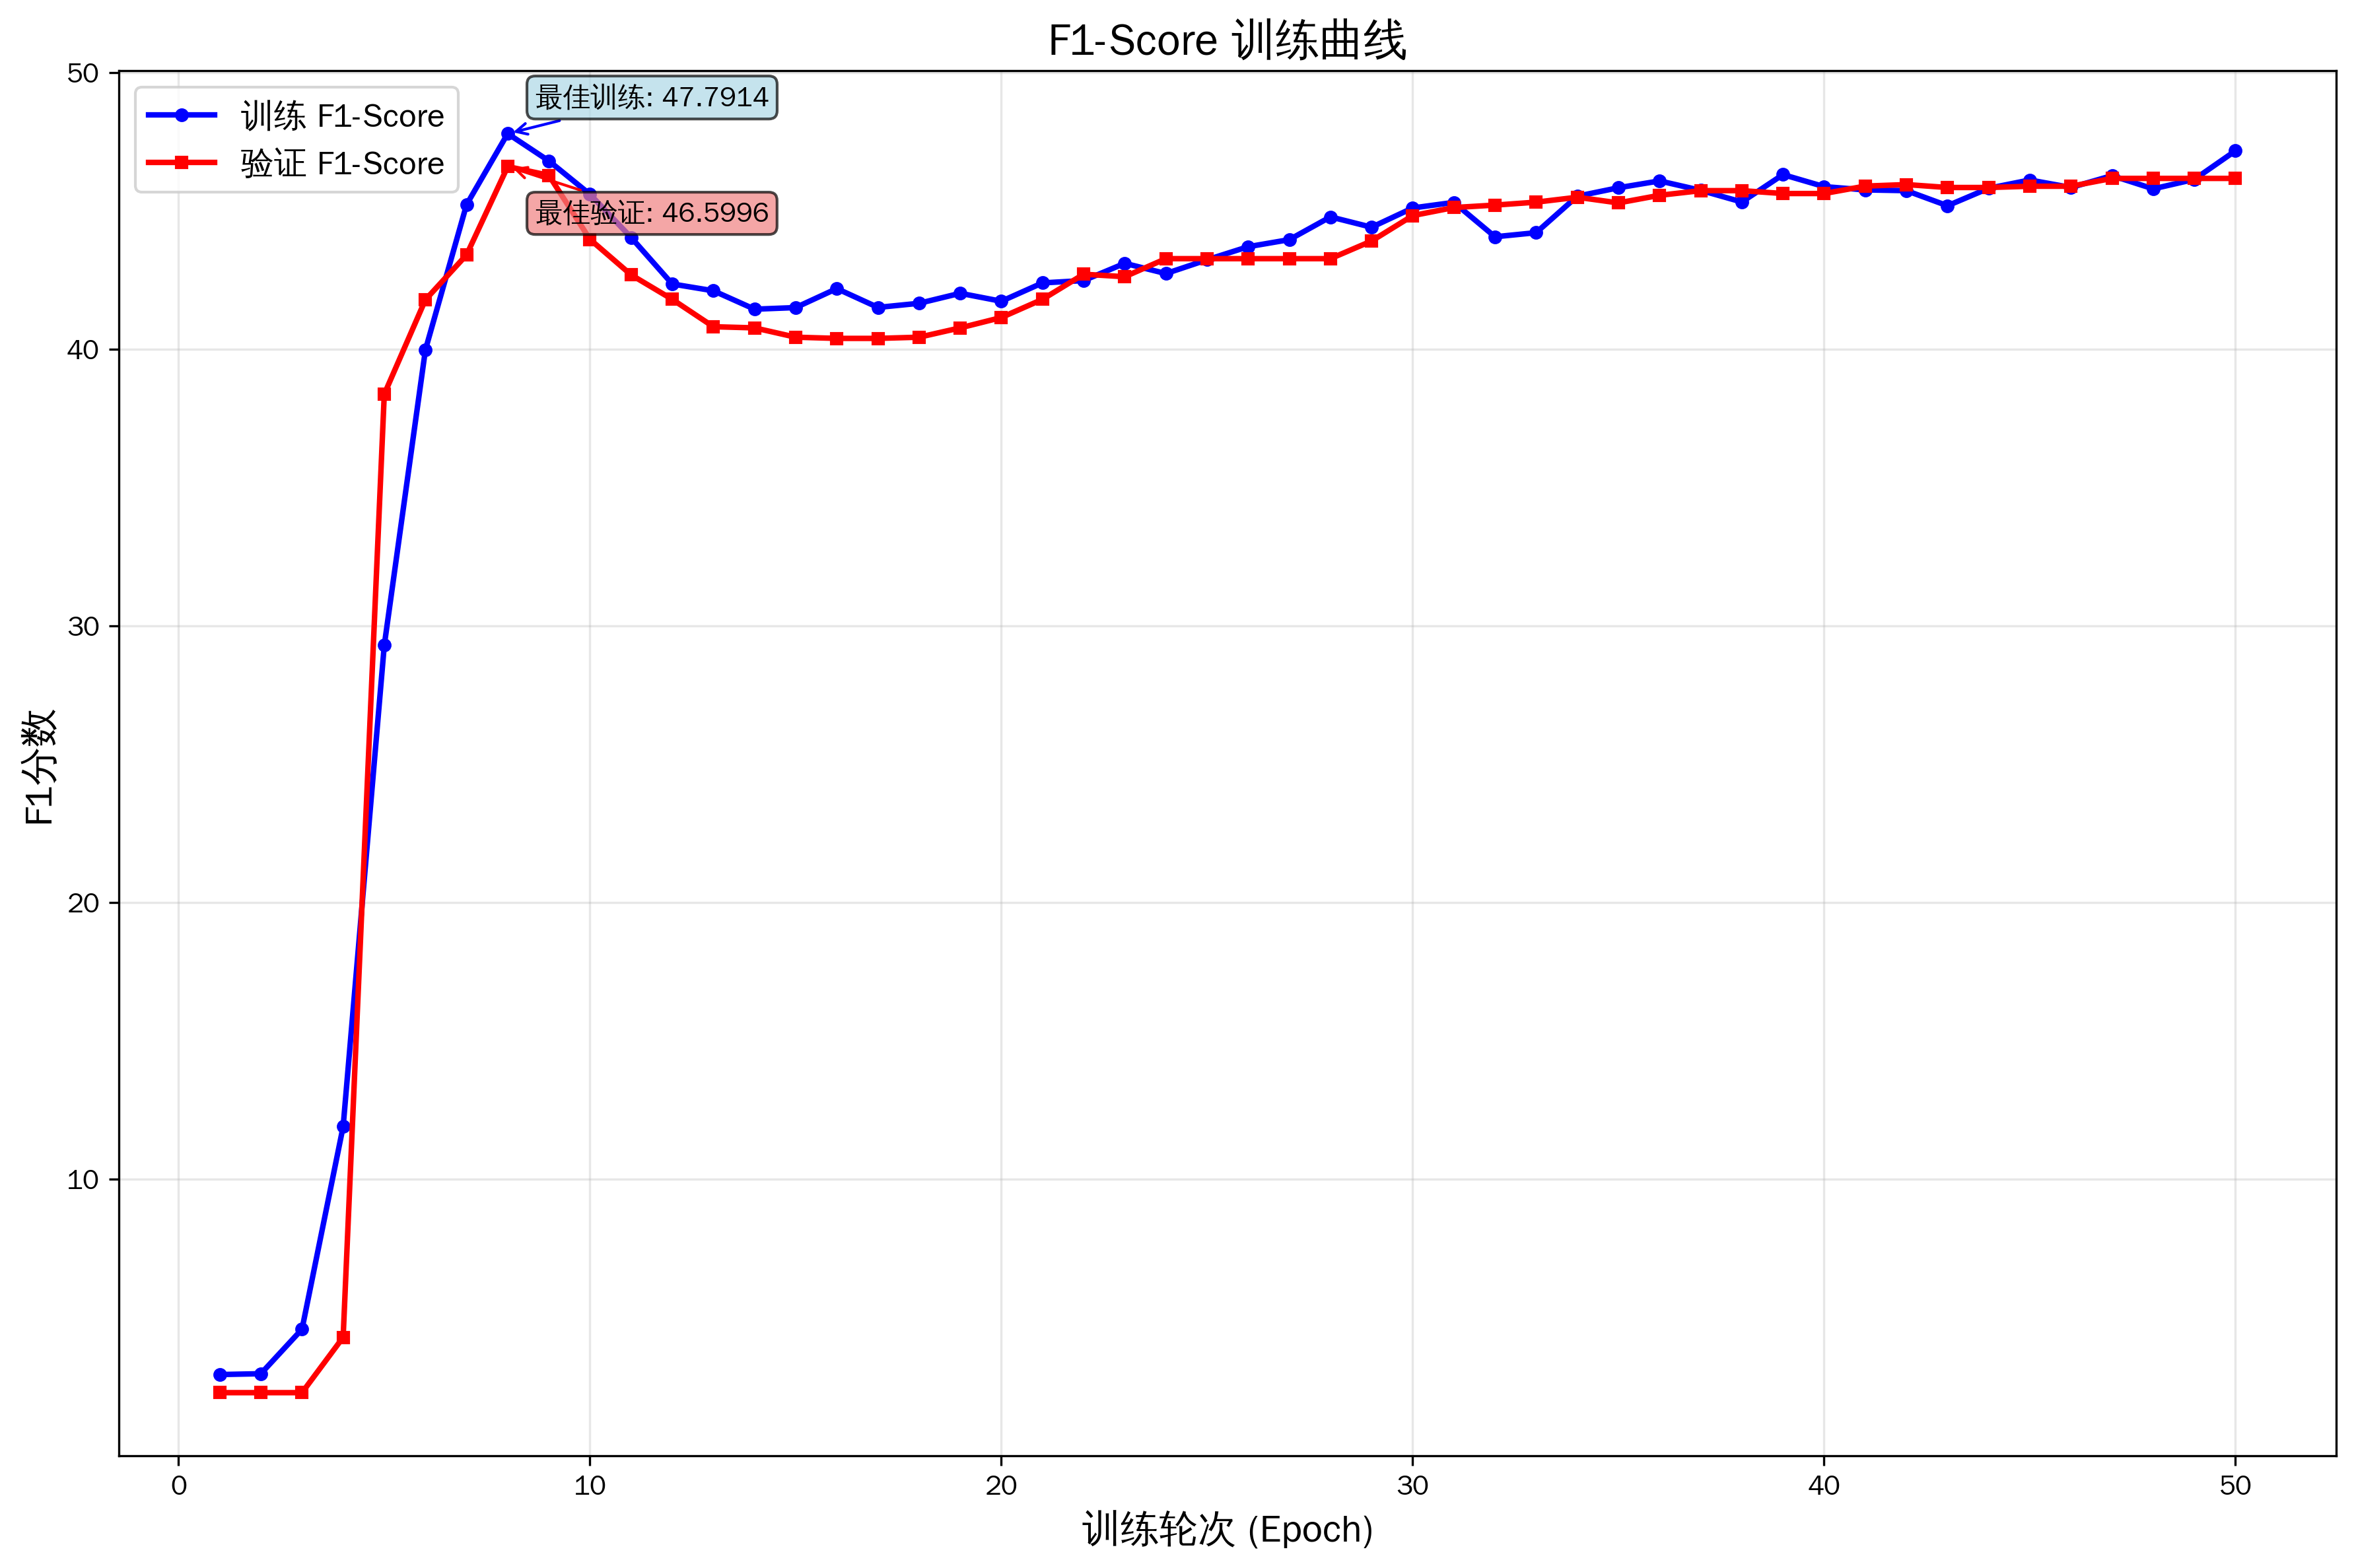 F1-Score 训练曲线
训练 F1-Score
验证 F1-Score
最佳训练: 47.7914
最佳验证: 46.5996
F1分数
50
40
30
20
10
0 10 20 30 40 50
训练轮次 (Epoch)